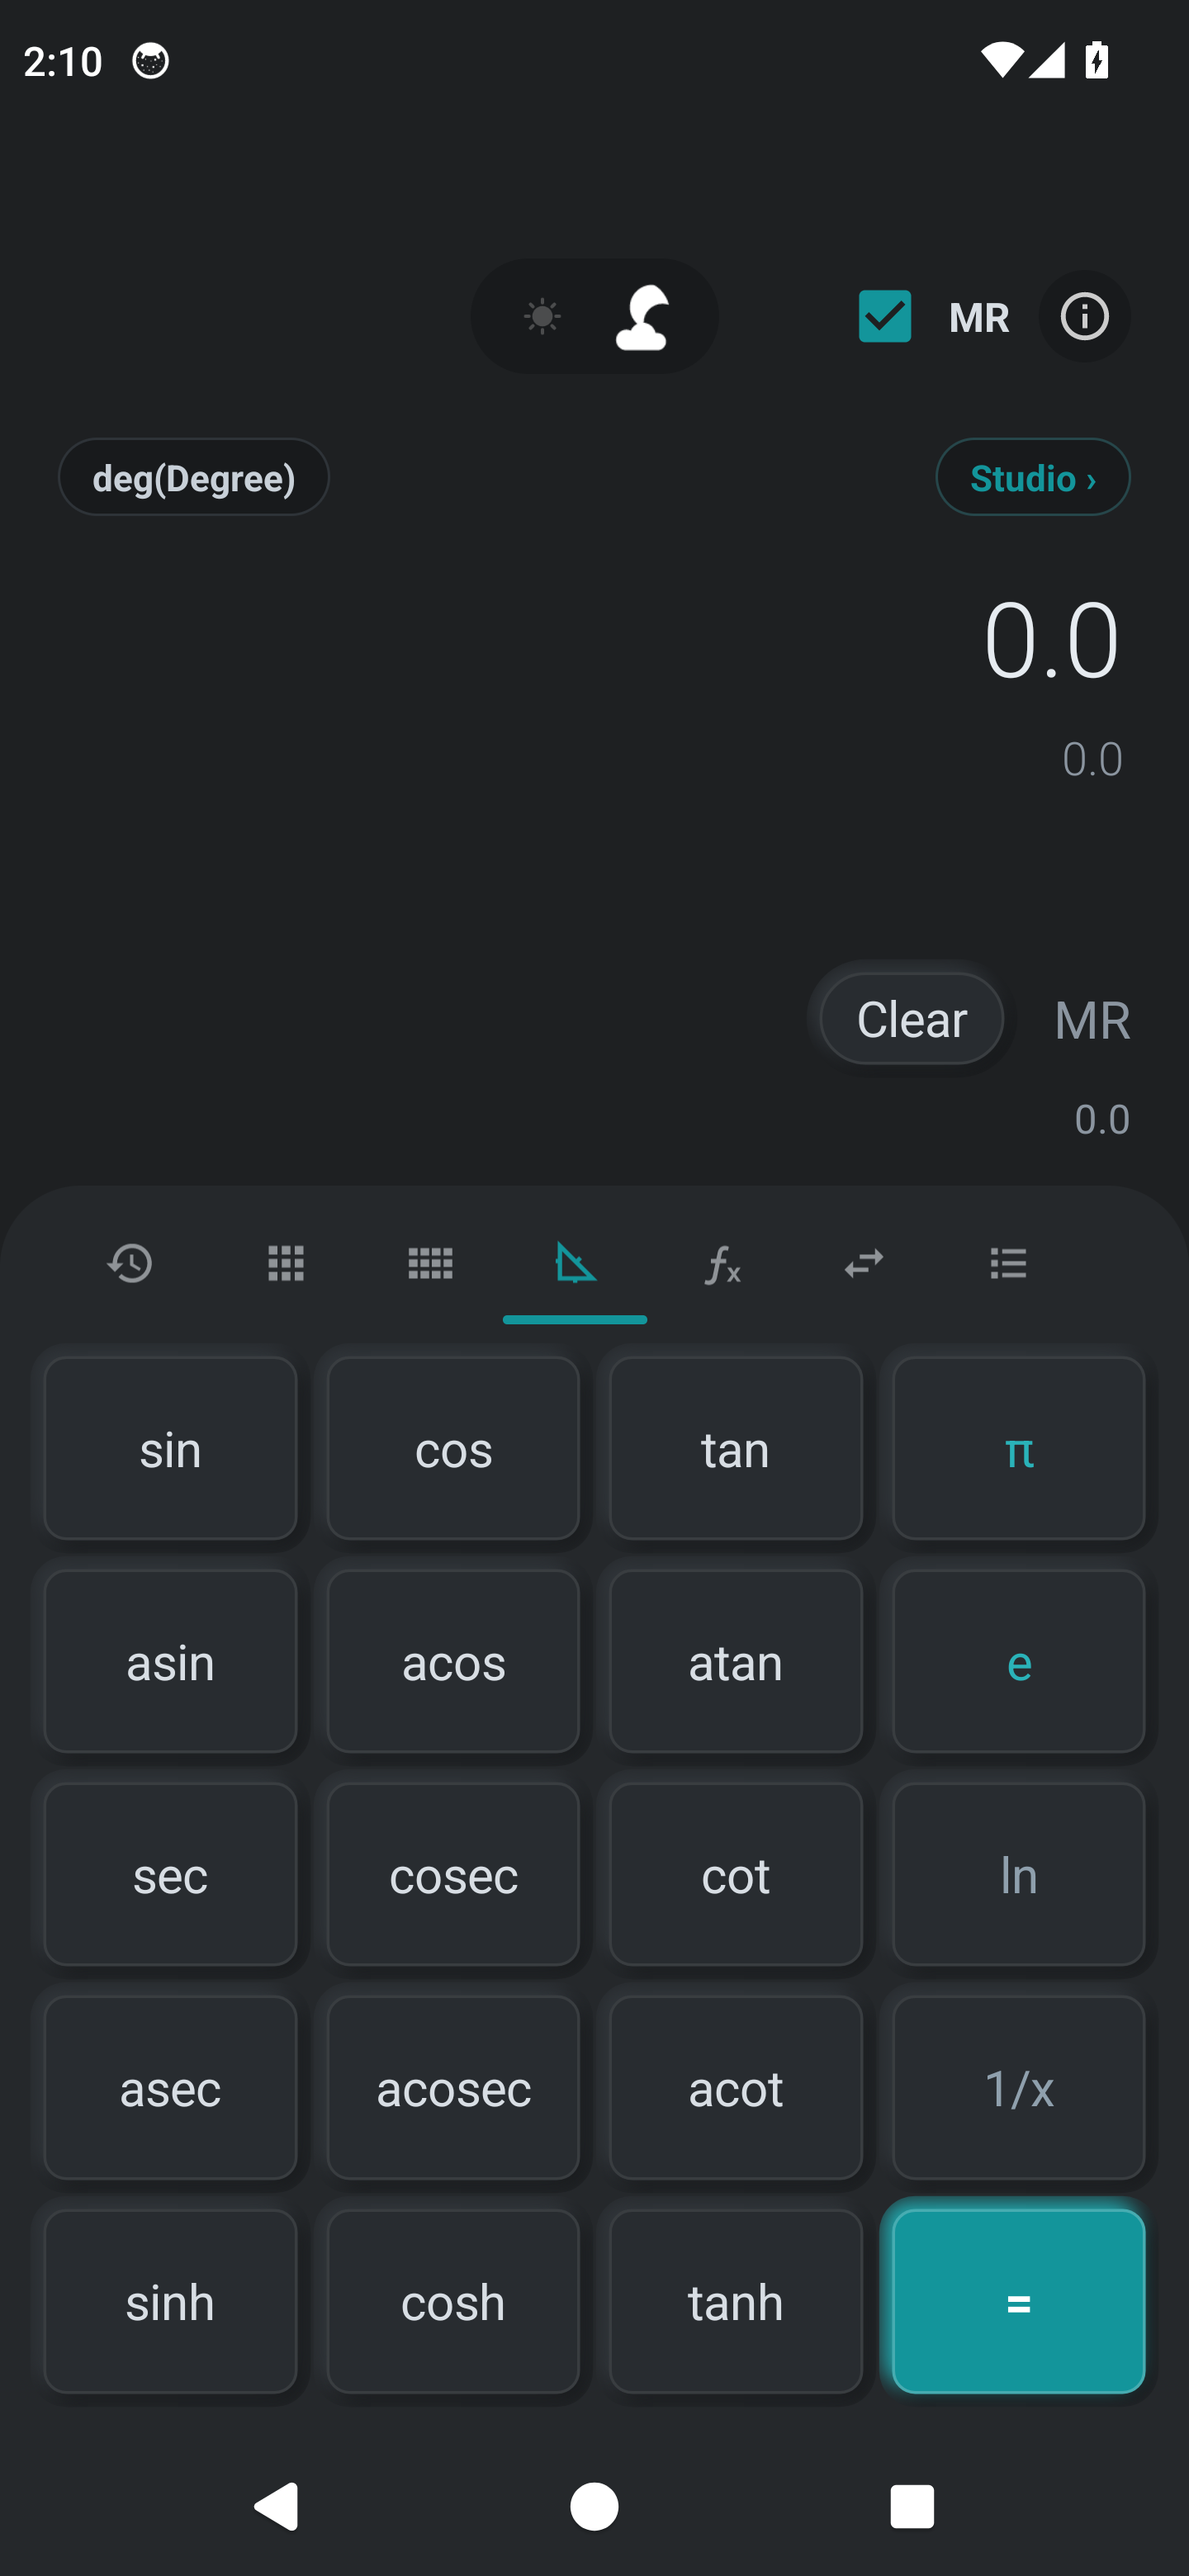 2:10
MR
deg(Degree)
Studio ›
0.0
0.0
Clear
MR
0.0
fx
sin
cos
tan
π
asin
acos
atan
e
sec
cosec
cot
ln
asec
acosec
acot
1/x
sinh
cosh
tanh
=